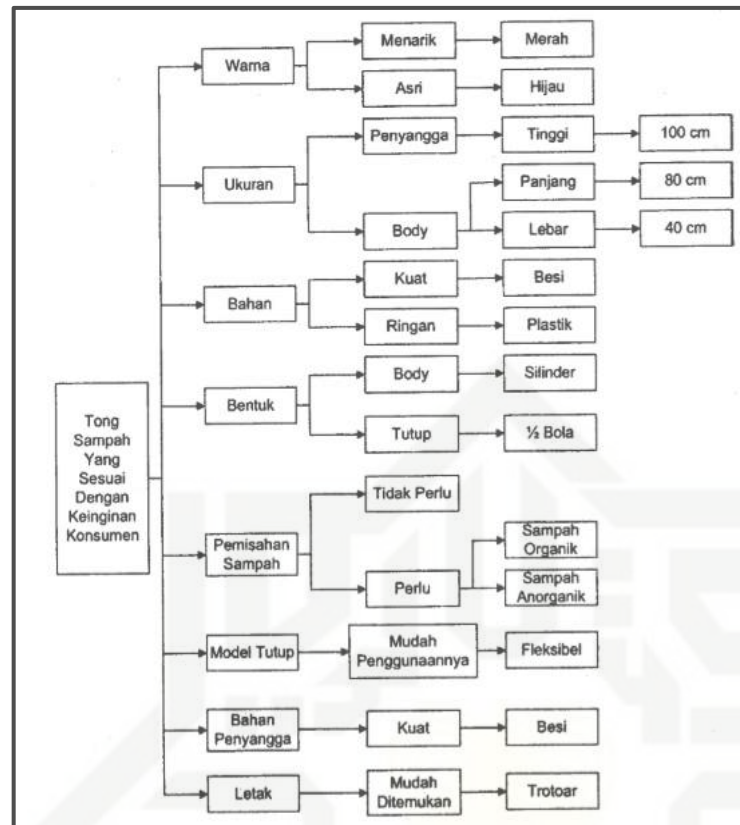 Warna
Menarik
Merah
Asri
Hijau
Ukuran
Penyangga
Tinggi
100 cm
Body
Panjang
80 cm
Lebar
40 cm
Bahan
Kuat
Besi
Ringan
Plastik
Bentuk
Body
Silinder
Tutup
½ Bola
Tong
Sampah
Yang
Sesuai
Dengan
Keinginan
Konsumen
Pemisahan
Sampah
Tidak Perlu
Perlu
Sampah
Organik
Sampah
Anorganik
Model Tutup
Mudah
Penggunaannya
Fleksibel
Bahan
Penyangga
Kuat
Besi
Letak
Mudah
Ditemukan
Trotoar